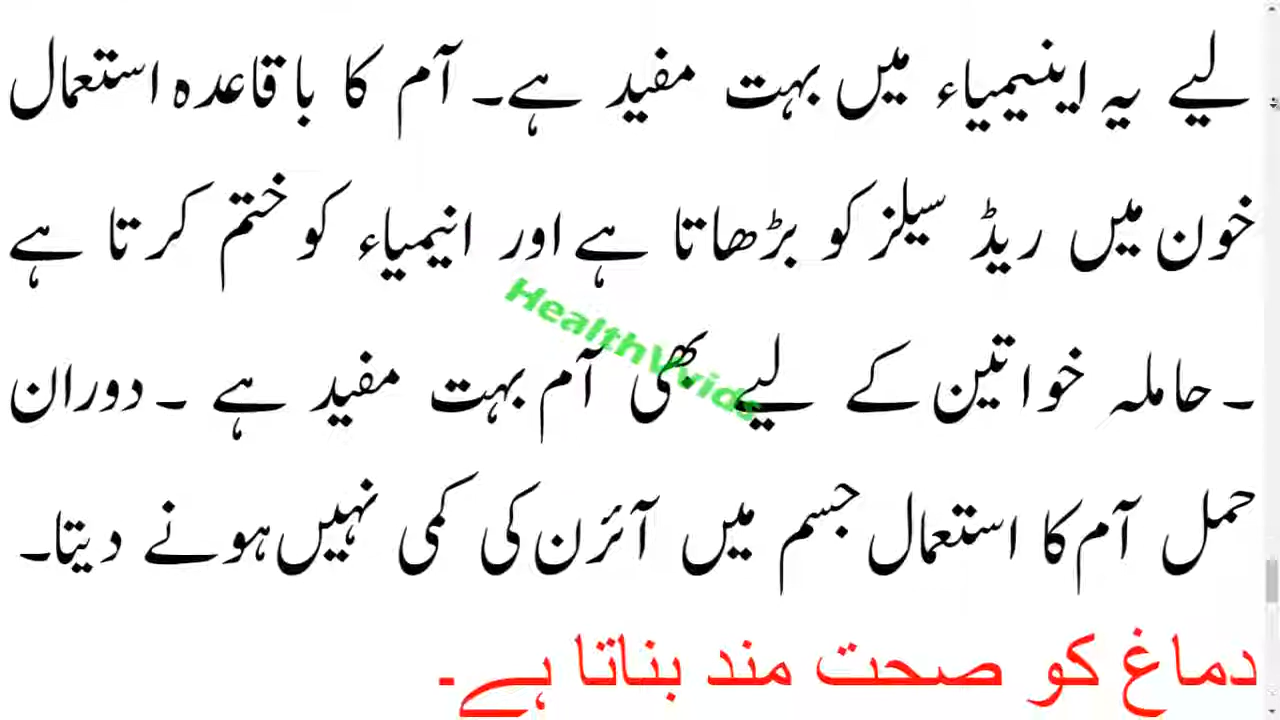 لیے یہ اینیمیاء میں بہت مفید ہے۔ آم کا باقاعدہ استعمال
خون میں ریڈ سیلز کو بڑھاتا ہے اور انیمیاء کو ختم کرتا ہے
۔حاملہ خواتین کے لیے بھی آم بہت مفید ہے ۔دوران
حمل آم کا استعمال جسم میں آئرن کی کمی نہیں ہونے دیتا۔
دماغ کو صحت مند بناتا ہے۔
HealthVvids